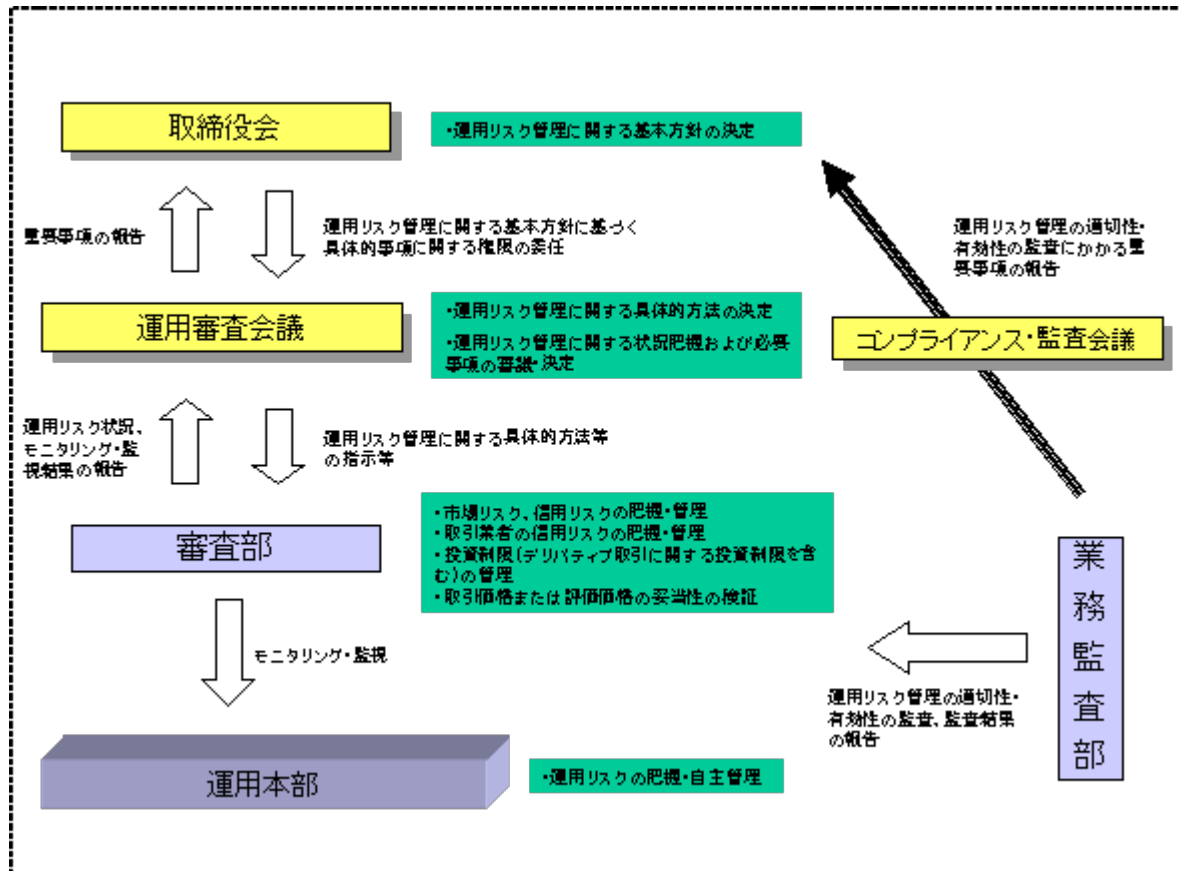 取締役会
・運用リスク管理に関する基本方針の決定
重要事項の報告
運用リスク管理に関する基本方針に基づく
具体的事項に関する権限の委任
運用リスク管理の適切性・
有効性の監査にかかる重
要事項の報告
運用審査会議
・運用リスク管理に関する具体的方法の決定
・運用リスク管理に関する状況把握および必要
事項の審議・決定
コンプライアンス・監査会議
運用リスク状況、
モニタリング・監
視結果の報告
運用リスク管理に関する具体的方法等
の指示等
審査部
・市場リスク、信用リスクの把握・管理
・取引業者の信用リスクの把握・管理
・投資制限(デリバティブ取引に関する投資制限を含
む)の管理
・取引価格または評価価格の妥当性の検証
業務監査部
モニタリング・監視
運用リスク管理の適切性・
有効性の監査、監査結果
の報告
運用本部
・運用リスクの把握・自主管理